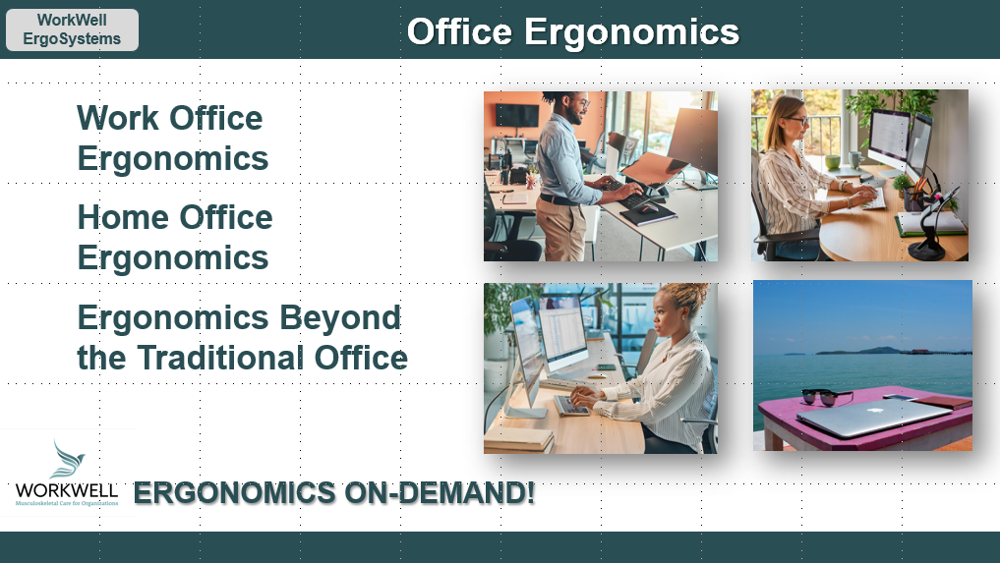 WorkWell
ErgoSystems
Office Ergonomics
Work Office
Ergonomics
Home Office
Ergonomics
Ergonomics Beyond
the Traditional Office
WORKWELL
Musculoskeletal Care for Organizations
ERGONOMICS ON-DEMAND!